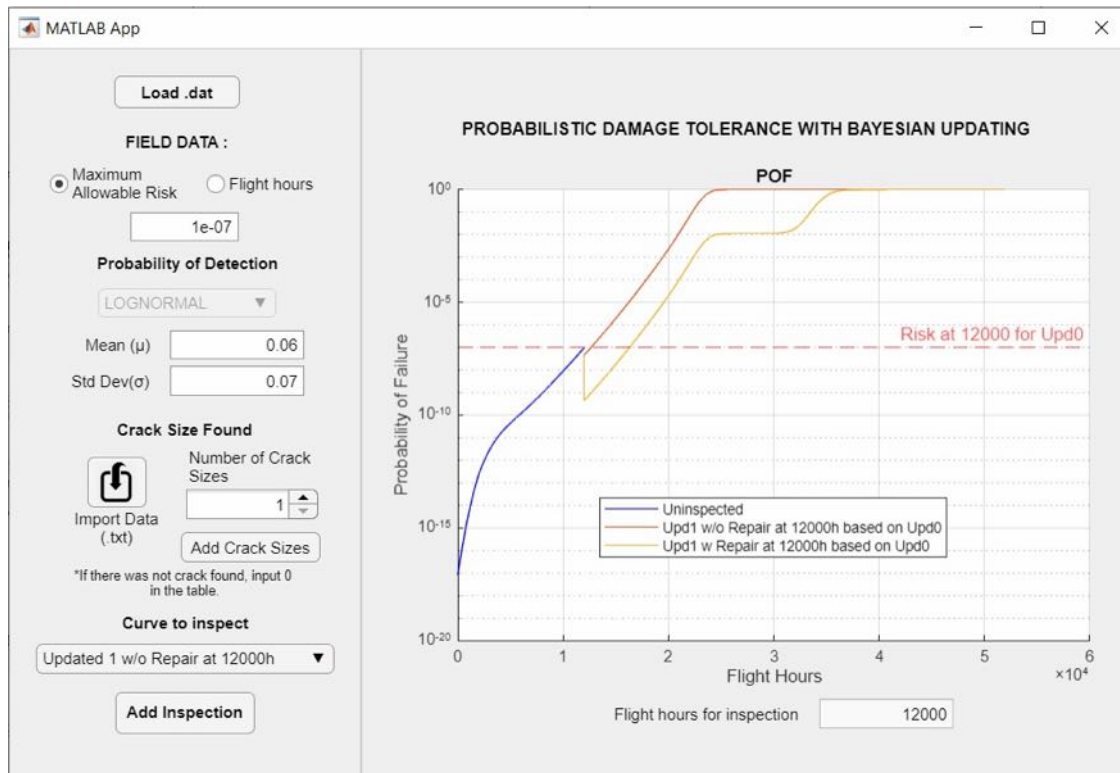 MATLAB App
Load .dat
FIELD DATA :
Maximum
Allowable Risk
Flight hours
1e-07
Probability of Detection
LOGNORMAL
Mean (μ)
0.06
Std Dev(σ)
0.07
Crack Size Found
Number of Crack
Sizes
1
Import Data
(.txt)
Add Crack Sizes
*If there was not crack found, input 0
in the table.
Curve to inspect
Updated 1 w/o Repair at 12000h
Add Inspection
PROBABILISTIC DAMAGE TOLERANCE WITH BAYESIAN UPDATING
POF
Probability of Failure
10⁰
10⁻⁵
10⁻¹⁰
10⁻¹⁵
10⁻²⁰
Risk at 12000 for Upd0
Uninspected
Upd1 w/o Repair at 12000h based on Upd0
Upd1 w Repair at 12000h based on Upd0
0 1 2 3 4 5 6
Flight Hours
×10⁴
Flight hours for inspection
12000